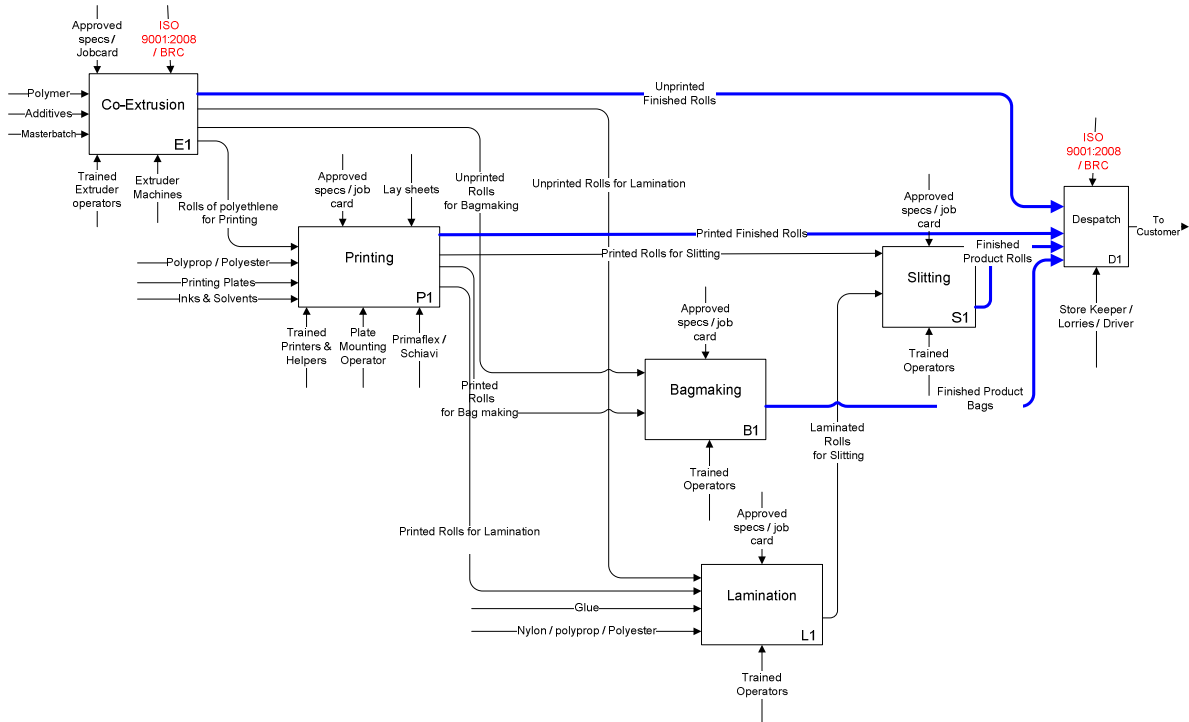 Approved
specs / Jobcard
ISO
9001:2008
/ BRC
Polymer
Additives
Masterbatch
Co-Extrusion
E1
Trained
Extruder
operators
Extruder
Machines
Unprinted
Finished Rolls
Unprinted
Rolls
for Bagmaking
Unprinted Rolls for Lamination
Rolls of polyethlene
for Printing
Approved
specs / job
card
Lay sheets
Polyprop / Polyester
Printing Plates
Inks & Solvents
Printing
P1
Trained
Printers &
Helpers
Plate
Mounting
Operator
Primaflex /
Schiavi
Printed Finished Rolls
Printed Rolls for Slitting
Printed
Rolls
for Bag making
Printed Rolls for Lamination
Approved
specs / job
card
Slitting
S1
Trained
Operators
Finished
Product Rolls
ISO
9001:2008
/ BRC
Despatch
D1
To
Customer
Store Keeper /
Lorries / Driver
Approved
specs / job
card
Bagmaking
B1
Trained
Operators
Finished Product
Bags
Laminated
Rolls
for Slitting
Approved
specs / job
card
Glue
Nylon / polyprop / Polyester
Lamination
L1
Trained
Operators